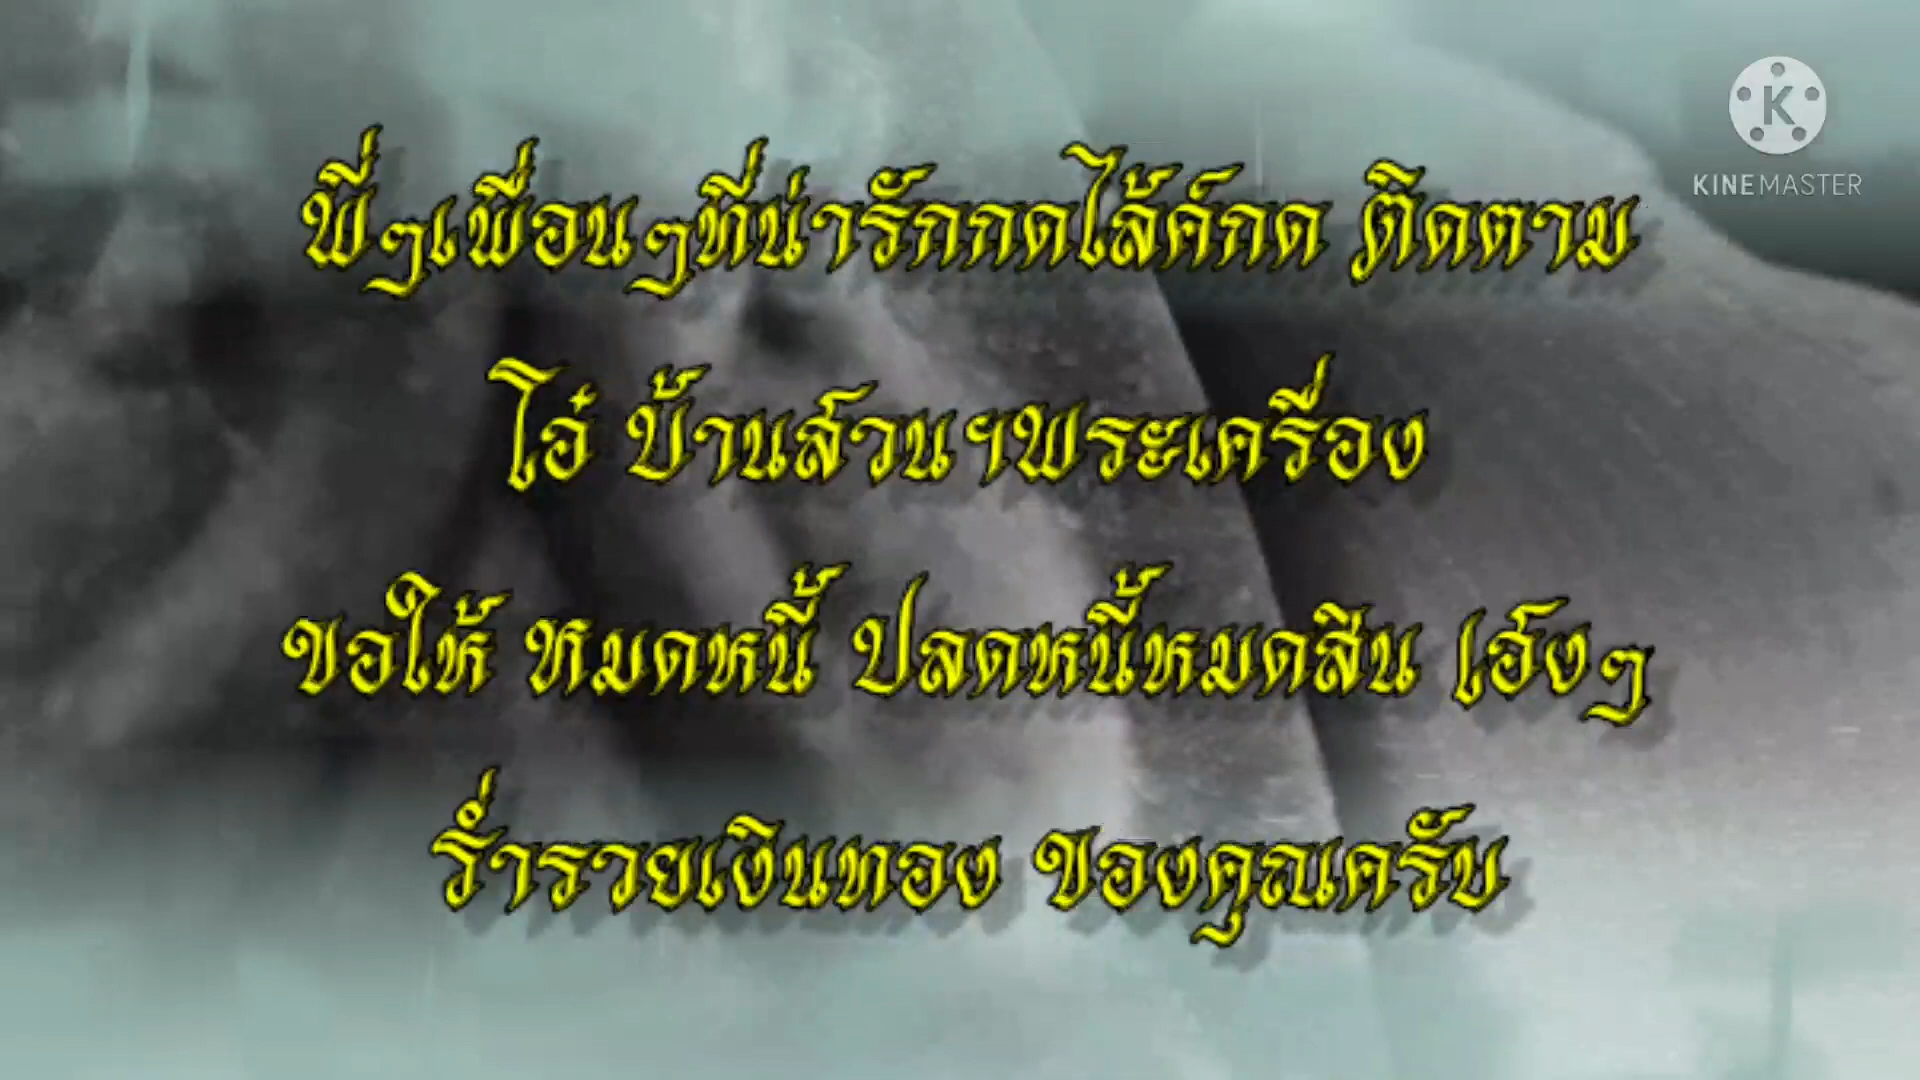 KINEMASTER
พี่ๆเพื่อนๆที่น่ารักกดไล้ค์กด ติดตาม
โอ๋ บ้านส์วนฯพระเครื่อง
ขอให้ หมดหนี้ ปลดหนี้หมดสิน เฮ์งๆ
ร่ำรวยเงินทอง ของคุณครับ